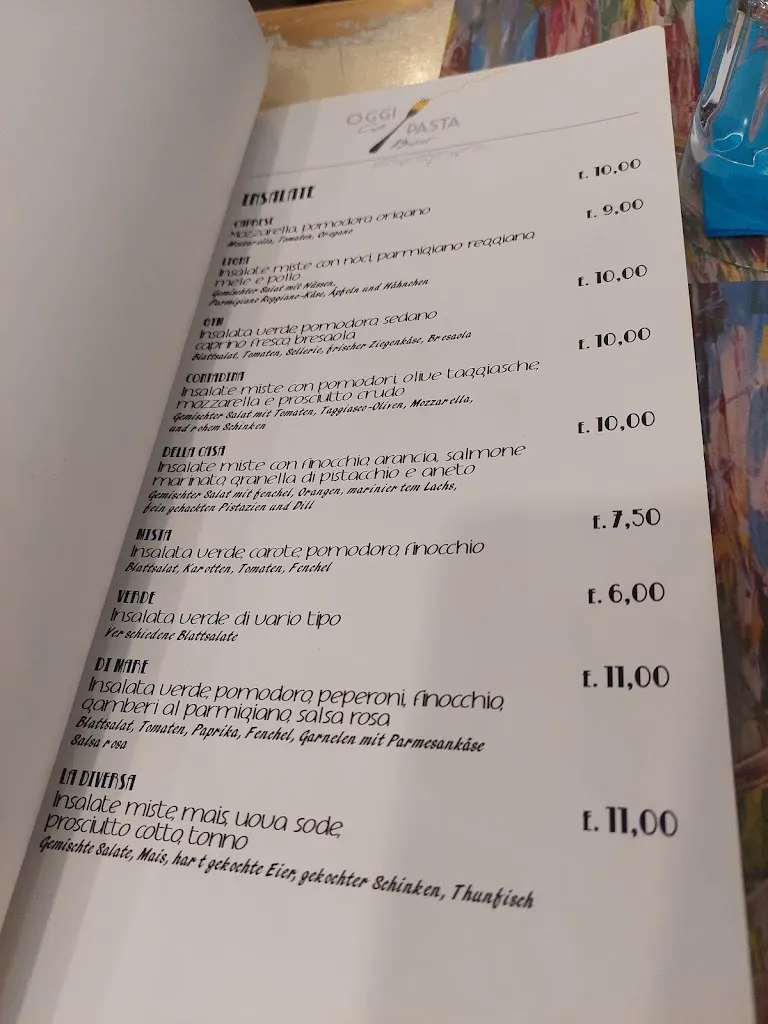 OGGI
PASTA
INSALATE
CAPRESE
E. 10,00
Mozzarella, pomodoro, origano
Mozzarella, Tomaten, Oregano
LIGHT
E. 9,00
Insalate miste con noci, parmigiano reggiano,
mele e pollo
Gemischter Salat mit Nüssen,
Parmigiano Reggiano-Käse, Äpfeln und Hähnchen
GYM
E. 10,00
Insalata verde, pomodoro, sedano
caprino fresco, bresaola
Blattsalat, Tomaten, Sellerie, frischer Ziegenkäse, Bresaola
CONTADINA
E. 10,00
Insalate miste con pomodori, olive taggiasche,
mozzarella e prosciutto crudo
Gemischter Salat mit Tomaten, Taggiasco-Oliven, Mozzarella,
und rohem Schinken
DELLA CASA
E. 10,00
Insalate miste con finocchio, arancia, salmone
marinato, granella di pistacchio e aneto
Gemischter Salat mit fenchel, Orangen, marinier tem Lachs,
fein gehackten Pistazien und Dill
MISTA
E. 7,50
Insalata verde, carote, pomodoro, finocchio
Blattsalat, Karotten, Tomaten, Fenchel
VERDE
E. 6,00
Insalata verde di vario tipo
Verschiedene Blattsalate
DI MARE
E. 11,00
Insalata verde, pomodoro, peperoni, finocchio,
gamberi al parmigiano, salsa rosa
Blattsalat, Tomaten, Paprika, Fenchel, Garnelen mit Parmesankäse
Salsa rosa
LA DIVERSA
E. 11,00
Insalate miste, mais, uova sode,
prosciutto cotto, tonno
Gemischte Salate, Mais, hart gekochte Eier, gekochter Schinken, Thunfisch